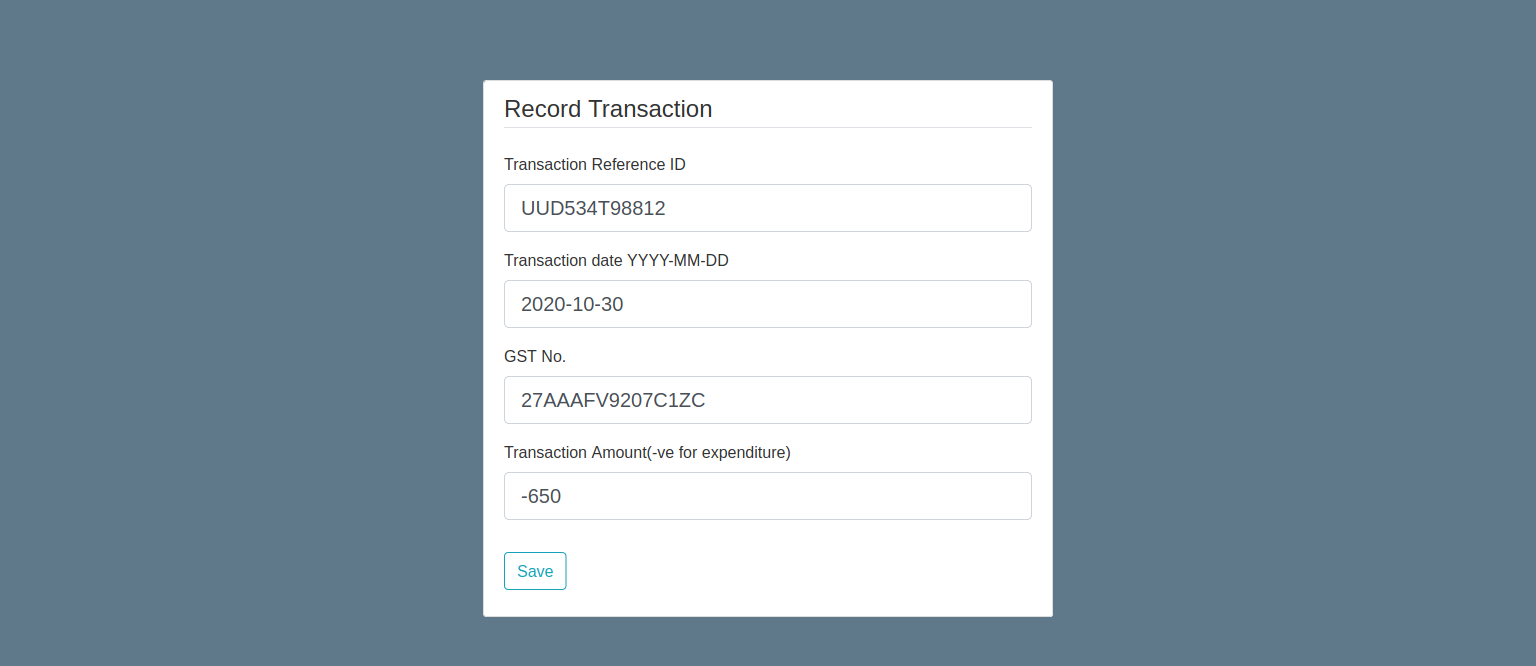 Record Transaction
Transaction Reference ID
UUD534T98812
Transaction date YYYY-MM-DD
2020-10-30
GST No.
27AAAFV9207C1ZC
Transaction Amount(-ve for expenditure)
-650
Save